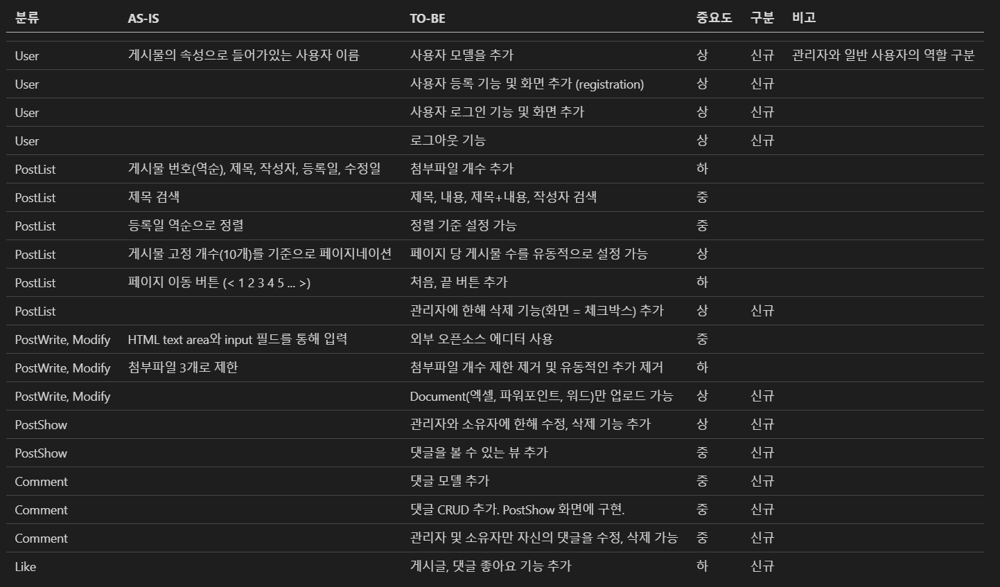 분류 AS-IS TO-BE 중요도 구분 비고
User 게시물의 속성으로 들어가있는 사용자 이름 사용자 모델을 추가 상 신규 관리자와 일반 사용자의 역할 구분
User 사용자 등록 기능 및 화면 추가 (registration) 상 신규
User 사용자 로그인 기능 및 화면 추가 상 신규
User 로그아웃 기능 상 신규
PostList 게시물 번호(역순), 제목, 작성자, 등록일, 수정일 첨부파일 개수 추가 하
PostList 제목 검색 제목, 내용, 제목+내용, 작성자 검색 중
PostList 등록일 역순으로 정렬 정렬 기준 설정 가능 중
PostList 게시물 고정 개수(10개)를 기준으로 페이지네이션 페이지 당 게시물 수를 유동적으로 설정 가능 상
PostList 페이지 이동 버튼 (< 1 2 3 4 5 ... >) 처음, 끝 버튼 추가 하
PostList 관리자에 한해 삭제 기능(화면 = 체크박스) 추가 상 신규
PostWrite, Modify HTML text area와 input 필드를 통해 입력 외부 오픈소스 에디터 사용 중
PostWrite, Modify 첨부파일 3개로 제한 첨부파일 개수 제한 제거 및 유동적인 추가 제거 하
PostWrite, Modify Document(엑셀, 파워포인트, 워드)만 업로드 가능 상 신규
PostShow 관리자와 소유자에 한해 수정, 삭제 기능 추가 상 신규
PostShow 댓글을 볼 수 있는 뷰 추가 중 신규
Comment 댓글 모델 추가 중 신규
Comment 댓글 CRUD 추가. PostShow 화면에 구현. 중 신규
Comment 관리자 및 소유자만 자신의 댓글을 수정, 삭제 가능 중 신규
Like 게시글, 댓글 좋아요 기능 추가 하 신규